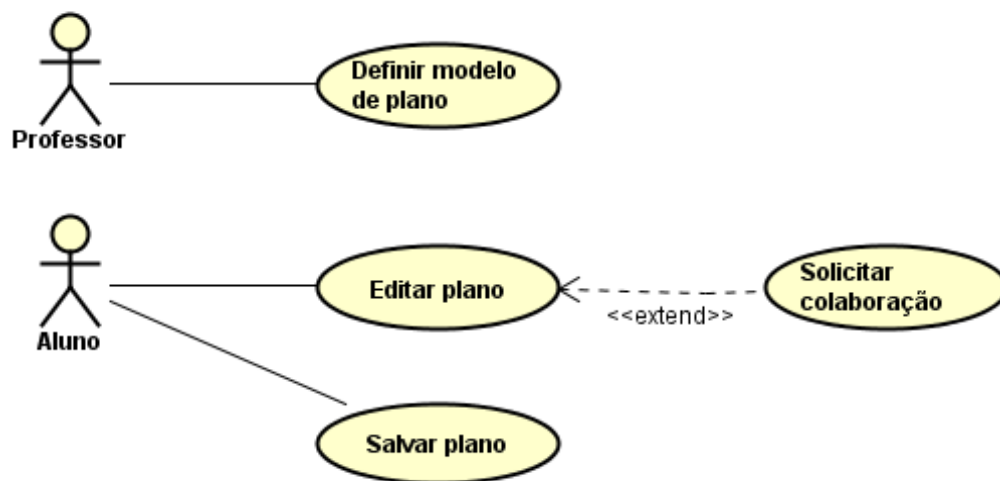 Definir modelo
de plano
Professor
Editar plano
Solicitar
colaboração
<<extend>>
Aluno
Salvar plano